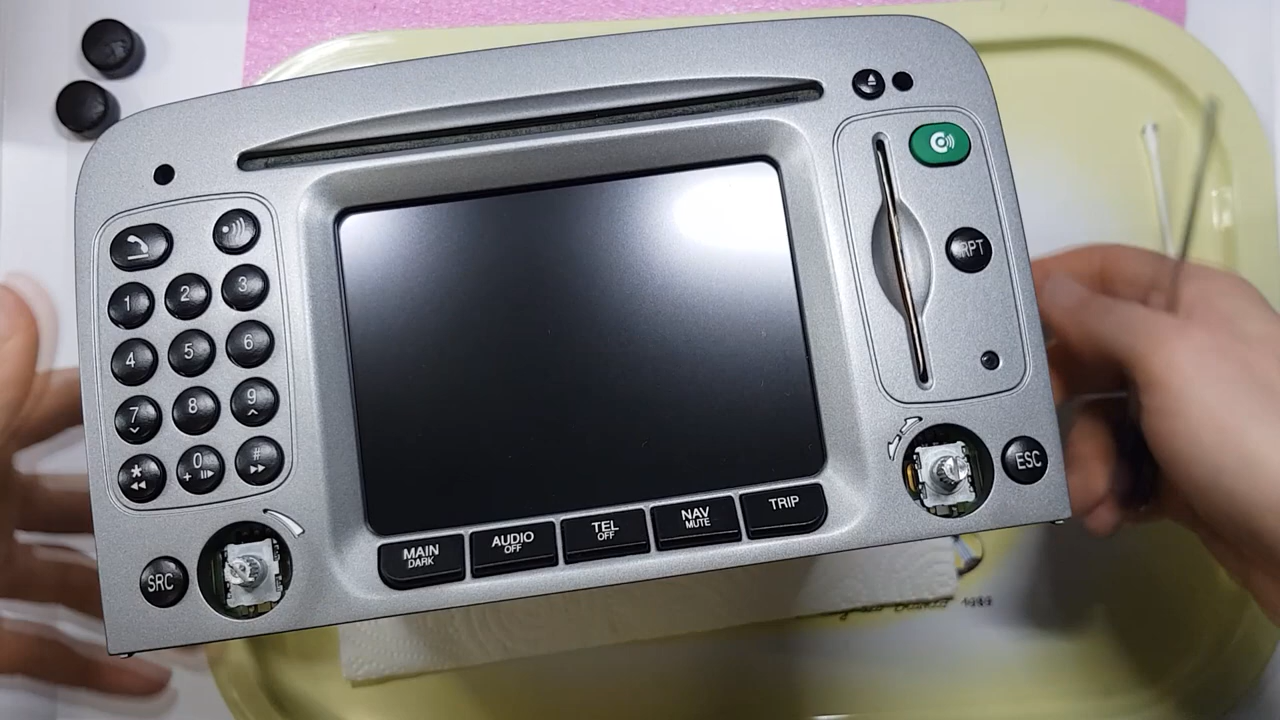 1 2 3
4 5 6
7 8 9
* 0 #
+
SRC
MAIN
DARK
AUDIO
OFF
TEL
OFF
NAV
MUTE
TRIP
RPT
ESC